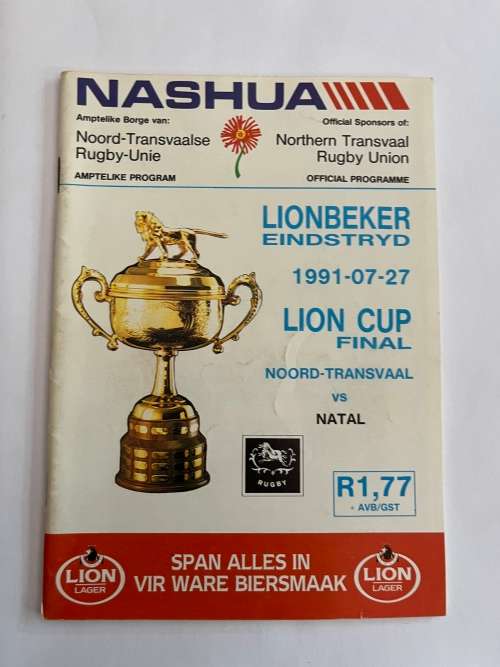 NASHUA
Amptelike Borge van:
Noord-Transvaalse
Rugby-Unie
AMPTELIKE PROGRAM
Official Sponsors of:
Northern Transvaal
Rugby Union
OFFICIAL PROGRAMME
LIONBEKER
EINDSTRYD
1991-07-27
LION CUP
FINAL
NOORD-TRANSVAAL
vs
NATAL
RUGBY
R1,77
+ AVB/GST
LION
LAGER
SPAN ALLES IN
VIR WARE BIERSMAAK
LION
LAGER